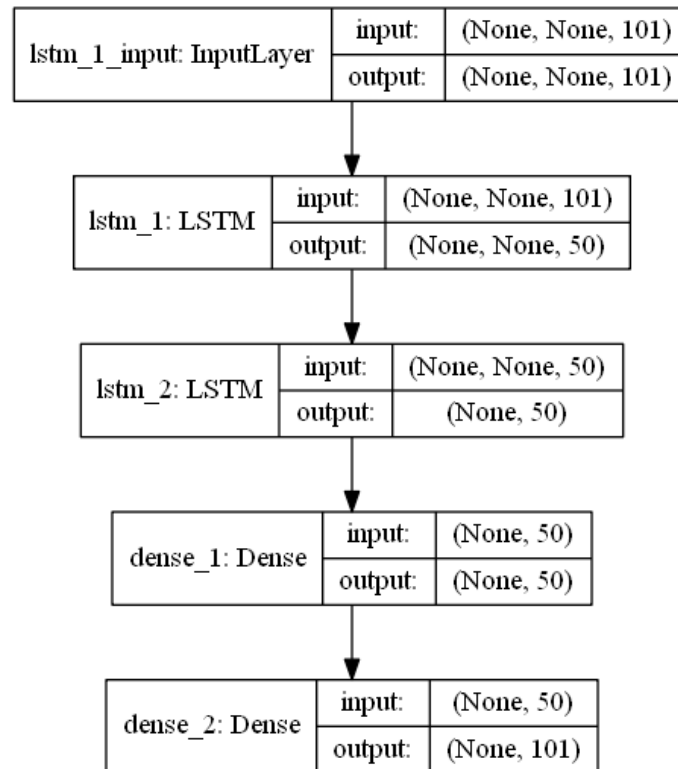 lstm_1_input: InputLayer
input: (None, None, 101)
output: (None, None, 101)
lstm_1: LSTM
input: (None, None, 101)
output: (None, None, 50)
lstm_2: LSTM
input: (None, None, 50)
output: (None, 50)
dense_1: Dense
input: (None, 50)
output: (None, 50)
dense_2: Dense
input: (None, 50)
output: (None, 101)